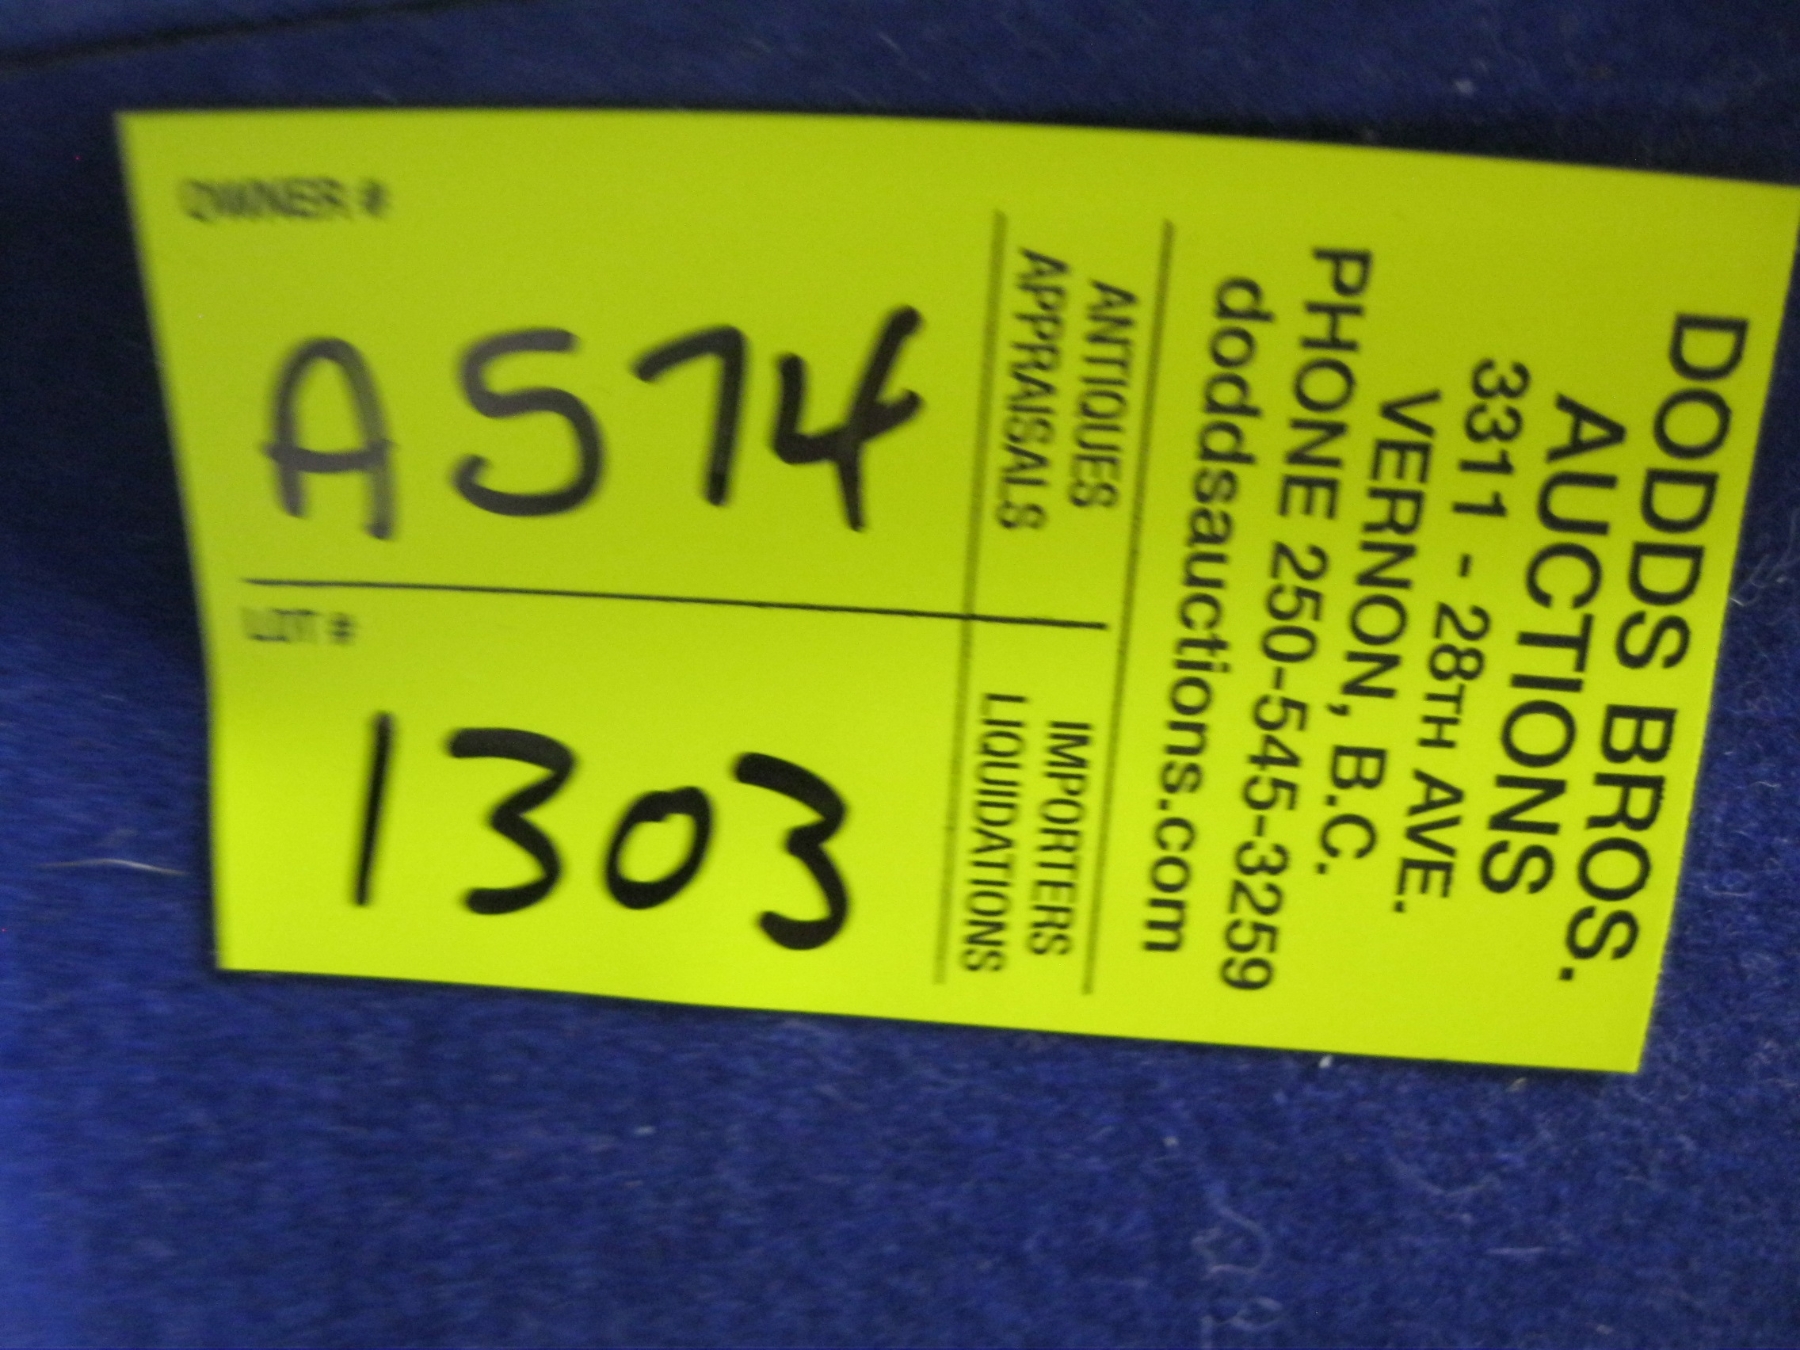 DODDS BROS.
AUCTIONS
3311 - 28TH AVE.
VERNON, B.C.
PHONE 250-545-3259
doddsauctions.com
ANTIQUES
APPRAISALS
IMPORTERS
LIQUIDATIONS
OWNER #
A574
LOT #
1303